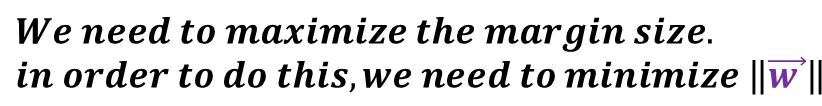 We need to maximize the margin size.
in order to do this, we need to minimize ||w⃗||